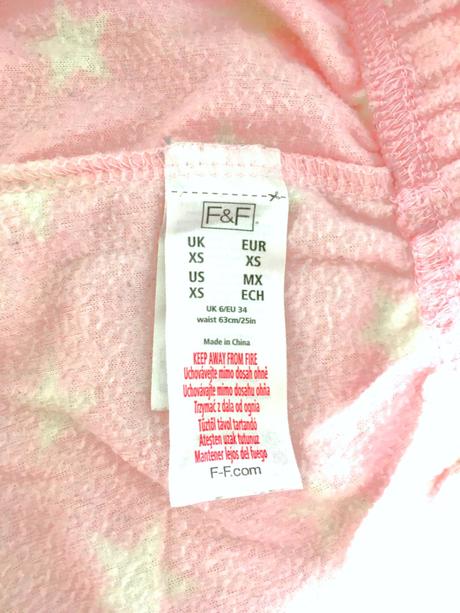 F&F
UK EUR
XS XS
US MX
XS ECH
UK 6/EU 34
waist 63cm/25in
Made in China
KEEP AWAY FROM FIRE
Uchovávejte mimo dosah ohně
Uchovávajte mimo dosahu ohňa
Trzymać z dala od ognia
Tűztől távol tartandó
Ateşten uzak tutunuz
Mantener lejos del fuego
F-F.com